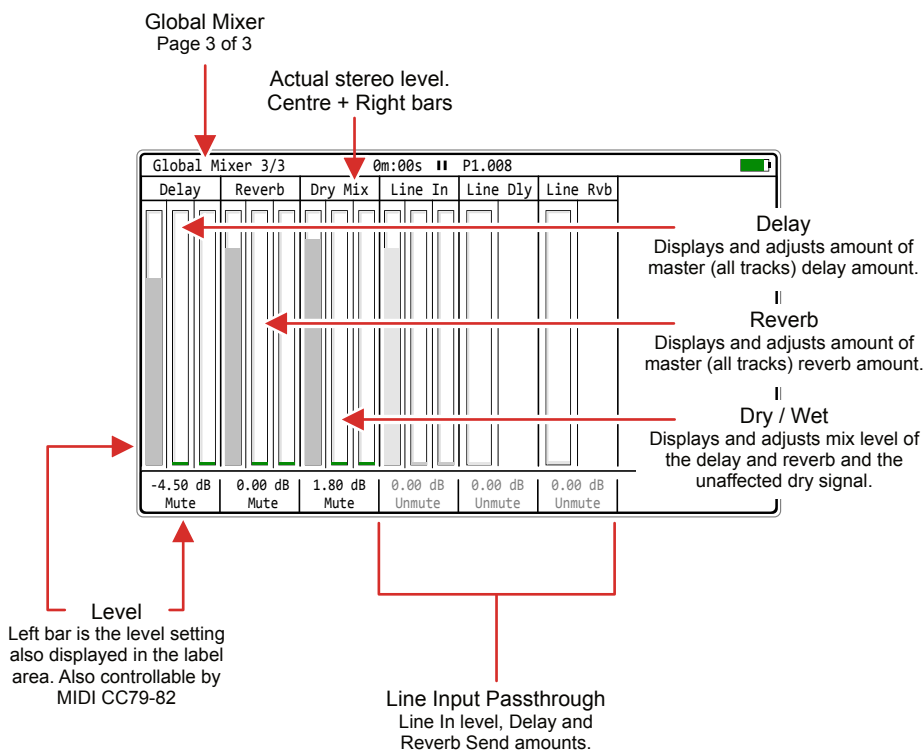 Global Mixer
Page 3 of 3
Actual stereo level.
Centre + Right bars
Global Mixer 3/3 0m:00s P1.008
Delay Reverb Dry Mix Line In Line Dly Line Rvb
Delay
Displays and adjusts amount of
master (all tracks) delay amount.
Reverb
Displays and adjusts amount of
master (all tracks) reverb amount.
Dry / Wet
Displays and adjusts mix level of
the delay and reverb and the
unaffected dry signal.
-4.50 dB 0.00 dB 1.80 dB 0.00 dB 0.00 dB 0.00 dB
Mute Mute Mute Unmute Unmute Unmute
Level
Left bar is the level setting
also displayed in the label
area. Also controllable by
MIDI CC79-82
Line Input Passthrough
Line In level, Delay and
Reverb Send amounts.